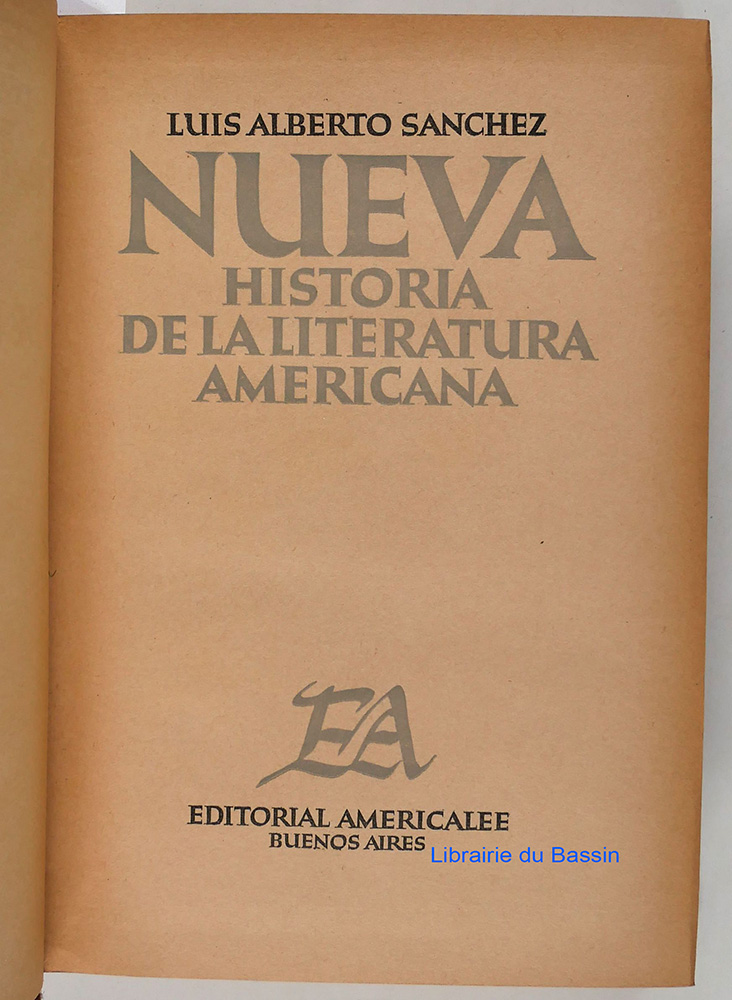 LUIS ALBERTO SANCHEZ
NUEVA
HISTORIA
DE LA LITERATURA
AMERICANA
EA
EDITORIAL AMERICALEE
BUENOS AIRES
Librairie du Bassin